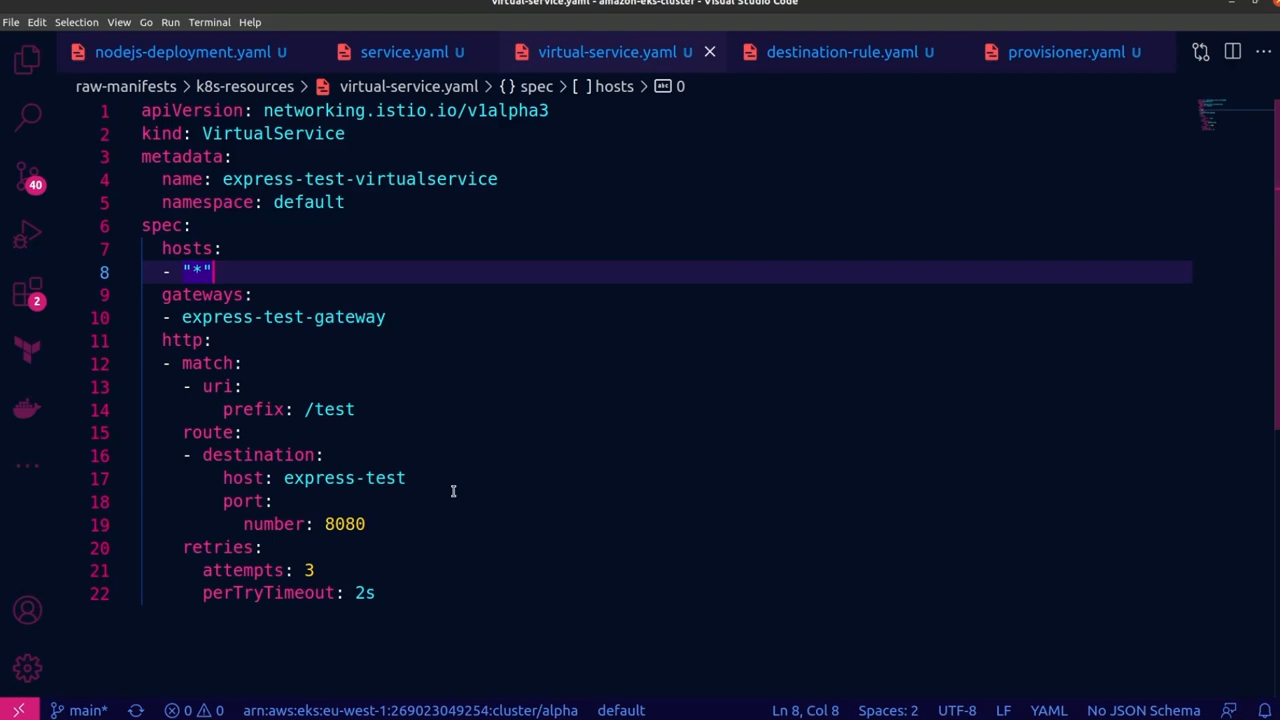 virtual-service.yaml - amazon-eks-cluster - Visual Studio Code
File Edit Selection View Go Run Terminal Help
nodejs-deployment.yaml U service.yaml U virtual-service.yaml U destination-rule.yaml U provisioner.yaml U
raw-manifests > k8s-resources > virtual-service.yaml > {} spec > [ ] hosts > abc 0
1 apiVersion: networking.istio.io/v1alpha3
2 kind: VirtualService
3 metadata:
4 name: express-test-virtualservice
5 namespace: default
6 spec:
7 hosts:
8 - "*"
9 gateways:
10 - express-test-gateway
11 http:
12 - match:
13 - uri:
14 prefix: /test
15 route:
16 - destination:
17 host: express-test
18 port:
19 number: 8080
20 retries:
21 attempts: 3
22 perTryTimeout: 2s
40
2
main* 0 0 arn:aws:eks:eu-west-1:269023049254:cluster/alpha default Ln 8, Col 8 Spaces: 2 UTF-8 LF YAML No JSON Schema